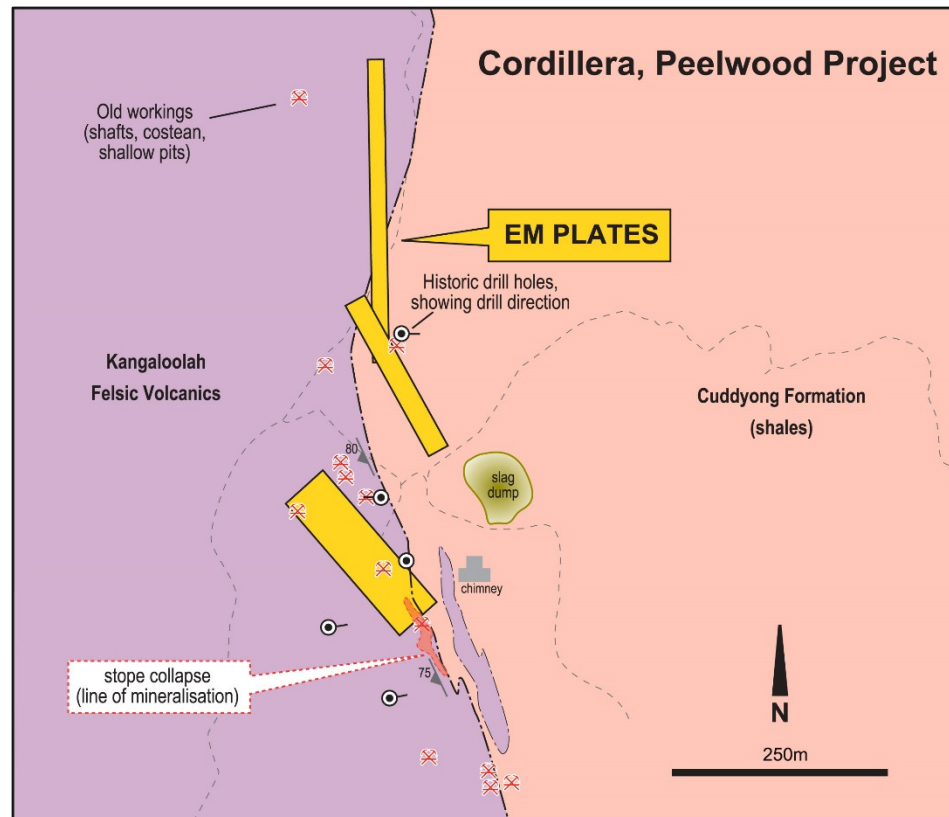 Cordillera, Peelwood Project
Old workings
(shafts, costean,
shallow pits)
EM PLATES
Historic drill holes,
showing drill direction
Kangaloolah
Felsic Volcanics
Cuddyong Formation
(shales)
80
slag
dump
chimney
stope collapse
(line of mineralisation)
75
N
250m